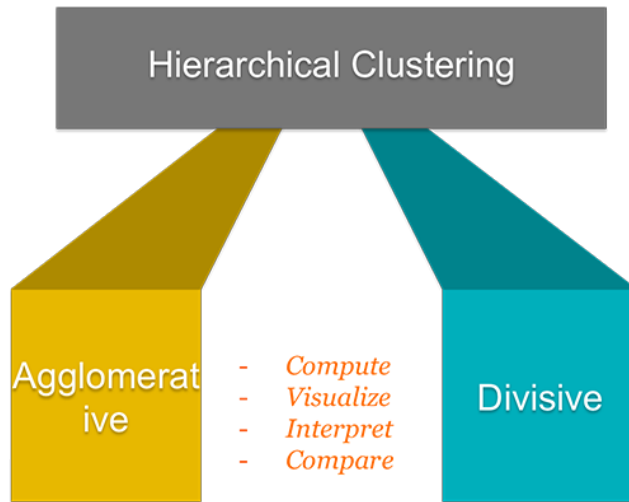 Hierarchical Clustering
Agglomerat
ive
- Compute
- Visualize
- Interpret
- Compare
Divisive